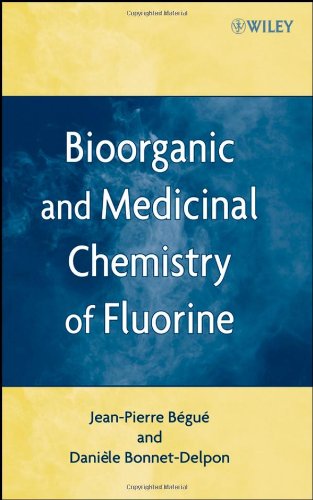 WILEY
Bioorganic
and Medicinal
Chemistry
of Fluorine
Jean-Pierre Bégué
and
Danièle Bonnet-Delpon